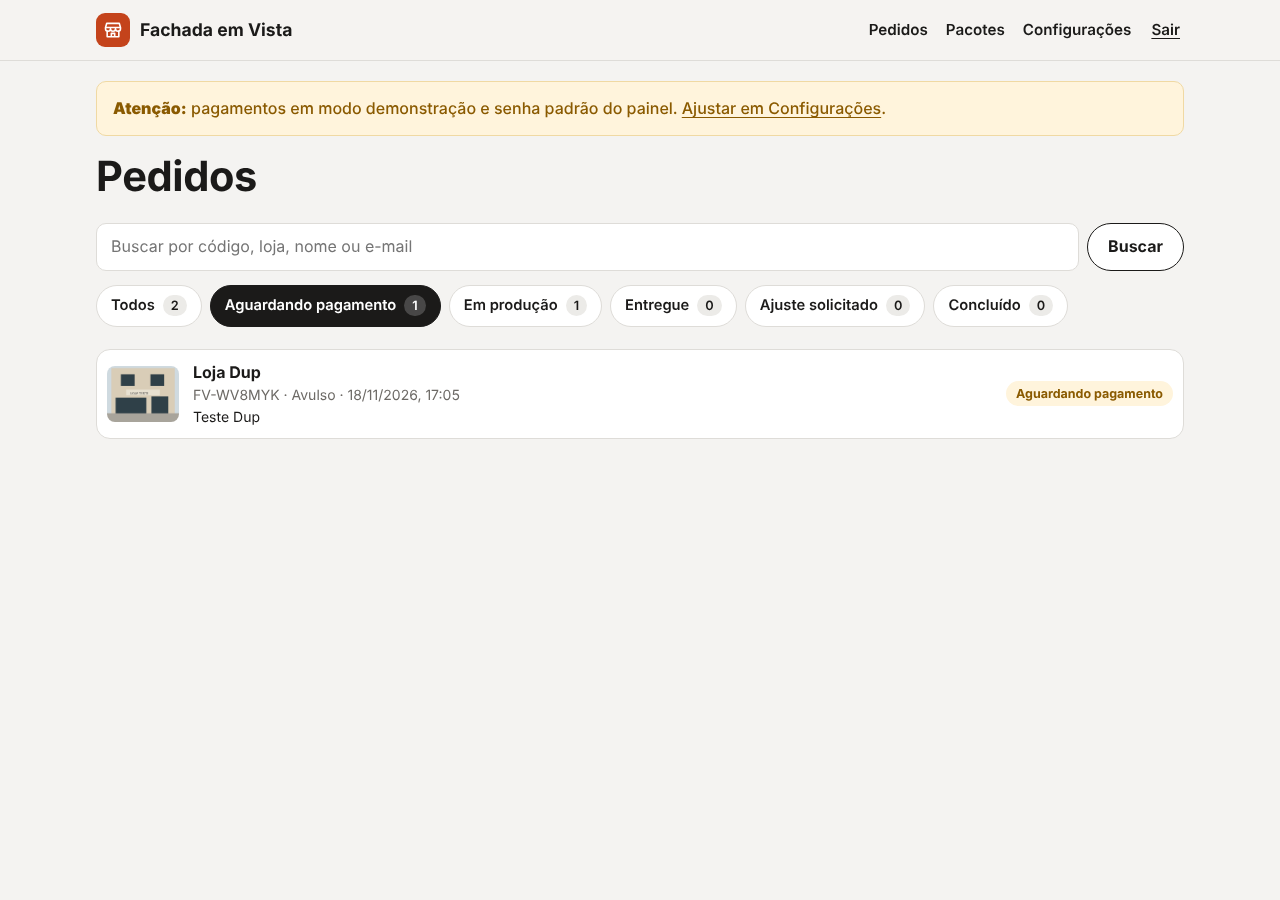 Fachada em Vista
Pedidos Pacotes Configurações Sair
Atenção: pagamentos em modo demonstração e senha padrão do painel. Ajustar em Configurações.
Pedidos
Buscar por código, loja, nome ou e-mail
Buscar
Todos 2 Aguardando pagamento 1 Em produção 1 Entregue 0 Ajuste solicitado 0 Concluído 0
Loja Dup
FV-WV8MYK · Avulso · 18/11/2026, 17:05
Teste Dup
Aguardando pagamento